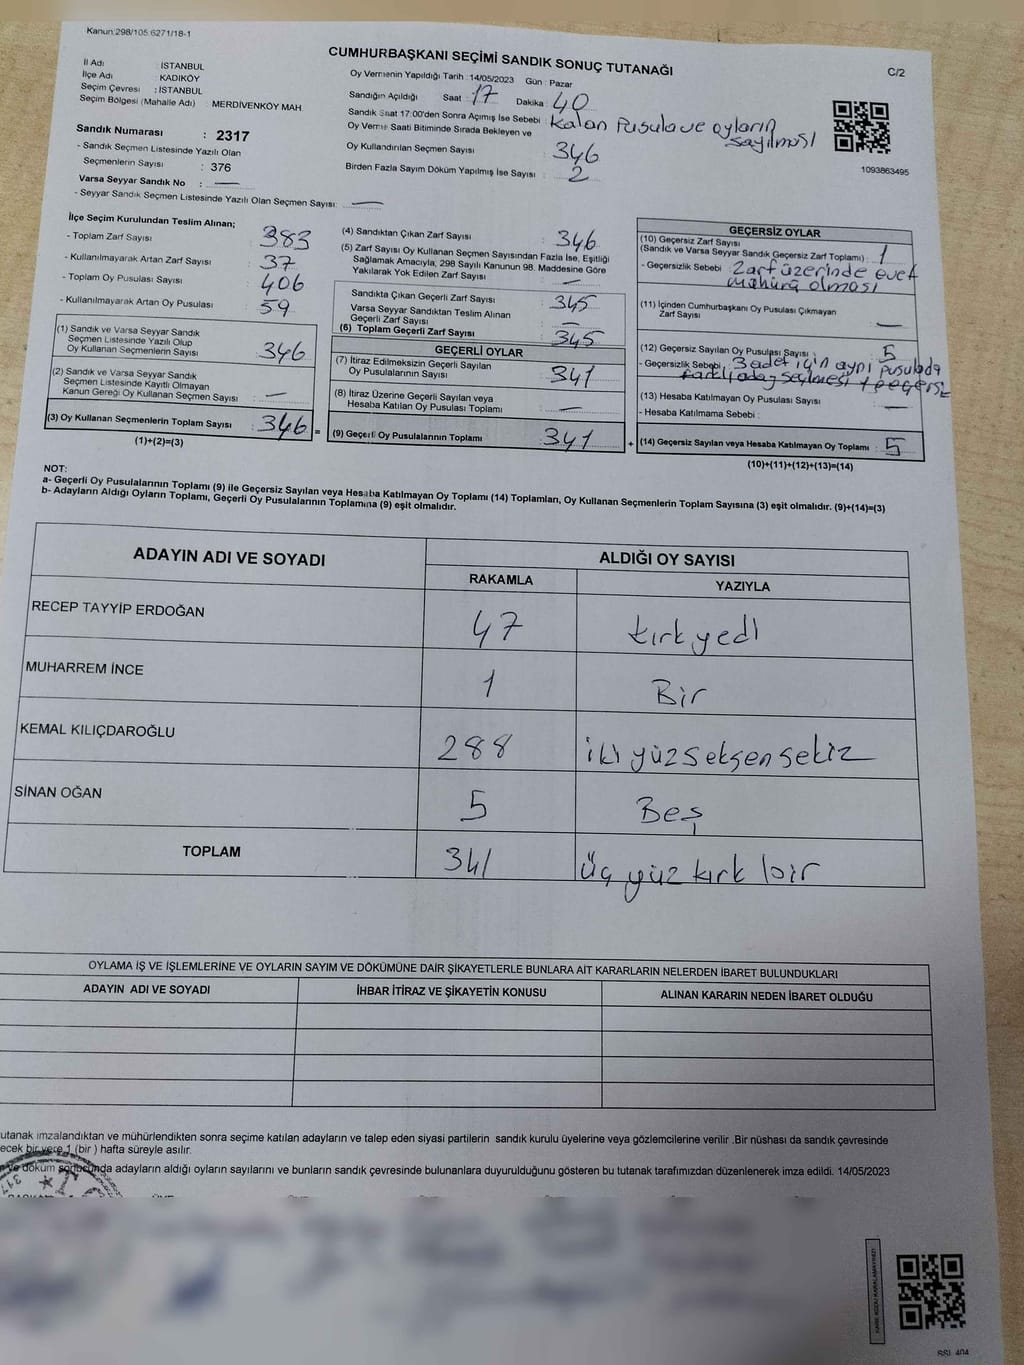 Kanun:298/105.6271/18-1
CUMHURBAŞKANI SEÇİMİ SANDIK SONUÇ TUTANAĞI
C/2
İl Adı : İSTANBUL
İlçe Adı : KADIKÖY
Seçim Çevresi : İSTANBUL
Seçim Bölgesi (Mahalle Adı) : MERDİVENKÖY MAH.
Sandık Numarası : 2317
- Sandık Seçmen Listesinde Yazılı Olan
Seçmenlerin Sayısı : 376
Varsa Seyyar Sandık No : —
- Seyyar Sandık Seçmen Listesinde Yazılı Olan Seçmen Sayısı: —
Oy Vermenin Yapıldığı Tarih :14/05/2023 Gün : Pazar
Sandığın Açıldığı Saat : 17 Dakika : 40
Sandık Saat 17:00'den Sonra Açmış İse Sebebi : Kalan Pusula ve oyların
sayılması
Oy Verme Saati Bitiminde Sırada Bekleyen ve
Oy Kullandırılan Seçmen Sayısı : 346
Birden Fazla Sayım Döküm Yapılmış İse Sayısı : 2
1093863495
İlçe Seçim Kurulundan Teslim Alınan;
- Toplam Zarf Sayısı : 383
- Kullanılmayarak Artan Zarf Sayısı : 37
- Toplam Oy Pusulası Sayısı : 406
- Kullanılmayarak Artan Oy Pusulası : 59
(1) Sandık ve Varsa Seyyar Sandık
Seçmen Listesinde Yazılı Olup
Oy Kullanan Seçmenlerin Sayısı : 346
(2) Sandık ve Varsa Seyyar Sandık
Seçmen Listesinde Kayıtlı Olmayan
Kanun Gereği Oy Kullanan Seçmen Sayısı : —
(3) Oy Kullanan Seçmenlerin Toplam Sayısı : 346 =
(1)+(2)=(3)
(4) Sandıktan Çıkan Zarf Sayısı : 346
(5) Zarf Sayısı Oy Kullanan Seçmen Sayısından Fazla İse, Eşitliği
Sağlamak Amacıyla, 298 Sayılı Kanunun 98. Maddesine Göre
Yakılarak Yok Edilen Zarf Sayısı : —
Sandıkta Çıkan Geçerli Zarf Sayısı : 345
Varsa Seyyar Sandıktan Teslim Alınan
Geçerli Zarf Sayısı : —
(6) Toplam Geçerli Zarf Sayısı : 345
GEÇERLİ OYLAR
(7) İtiraz Edilmeksizin Geçerli Sayılan
Oy Pusulalarının Sayısı : 341
(8) İtiraz Üzerine Geçerli Sayılan veya
Hesaba Katılan Oy Pusulası Toplamı : —
(9) Geçerli Oy Pusulalarının Toplamı : 341 +
GEÇERSİZ OYLAR
(10) Geçersiz Zarf Sayısı
(Sandık ve Varsa Seyyar Sandık Geçersiz Zarf Toplamı) : 1
- Geçersizlik Sebebi : Zarf üzerinde evet
mührü olması
(11) İçinden Cumhurbaşkanı Oy Pusulası Çıkmayan
Zarf Sayısı : —
(12) Geçersiz Sayılan Oy Pusulası Sayısı : 5
- Geçersizlik Sebebi : 3 adet için aynı pusulada
farklı aday seçilmesi + geçersiz
(13) Hesaba Katılmayan Oy Pusulası Sayısı : —
- Hesaba Katılmama Sebebi :
(14) Geçersiz Sayılan veya Hesaba Katılmayan Oy Toplamı : 5
(10)+(11)+(12)+(13)=(14)
NOT:
a- Geçerli Oy Pusulalarının Toplamı (9) ile Geçersiz Sayılan veya Hesaba Katılmayan Oy Toplamı (14) Toplamları, Oy Kullanan Seçmenlerin Toplam Sayısına (3) eşit olmalıdır. (9)+(14)=(3)
b- Adayların Aldığı Oyların Toplamı, Geçerli Oy Pusulalarının Toplamına (9) eşit olmalıdır.
ADAYIN ADI VE SOYADI
ALDIĞI OY SAYISI
RAKAMLA YAZIYLA
RECEP TAYYİP ERDOĞAN 47 kırkyedi
MUHARREM İNCE 1 Bir
KEMAL KILIÇDAROĞLU 288 iki yüz seksen sekiz
SİNAN OĞAN 5 Beş
TOPLAM 341 üç yüz kırk bir
OYLAMA İŞ VE İŞLEMLERİNE VE OYLARIN SAYIM VE DÖKÜMÜNE DAİR ŞİKAYETLERLE BUNLARA AİT KARARLARIN NELERDEN İBARET BULUNDUKLARI
ADAYIN ADI VE SOYADI İHBAR İTİRAZ VE ŞİKAYETİN KONUSU ALINAN KARARIN NEDEN İBARET OLDUĞU
utanak imzalandıktan ve mühürlendikten sonra seçime katılan adayların ve talep eden siyasi partilerin sandık kurulu üyelerine veya gözlemcilerine verilir .Bir nüshası da sandık çevresinde
ecek bir yere 1 (bir ) hafta süreyle asılır.
ve döküm sonucunda adayların aldığı oyların sayılarını ve bunların sandık çevresinde bulunanlara duyurulduğunu gösteren bu tutanak tarafımızdan düzenlenerek imza edildi. 14/05/2023